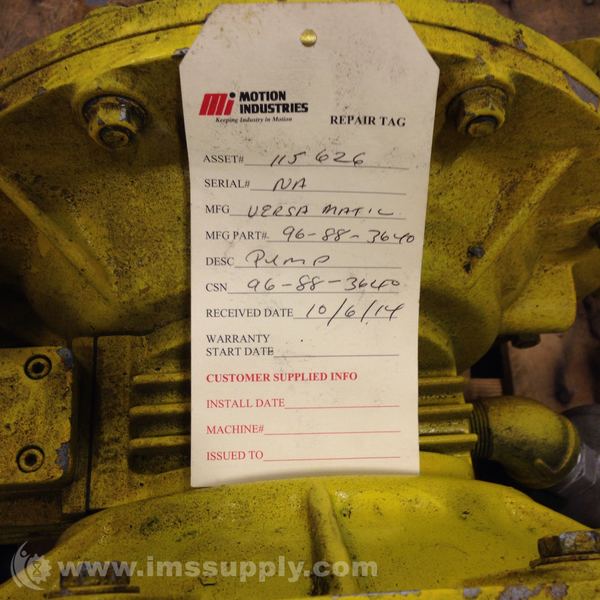 MOTION
INDUSTRIES
Keeping Industry in Motion
REPAIR TAG
ASSET# 115626
SERIAL# NA
MFG VERSA MATIC
MFG PART#. 96-88-3640
DESC PUMP
CSN 96-88-3640
RECEIVED DATE 10/6/14
WARRANTY
START DATE
CUSTOMER SUPPLIED INFO
INSTALL DATE
MACHINE#
ISSUED TO
www.imssupply.com